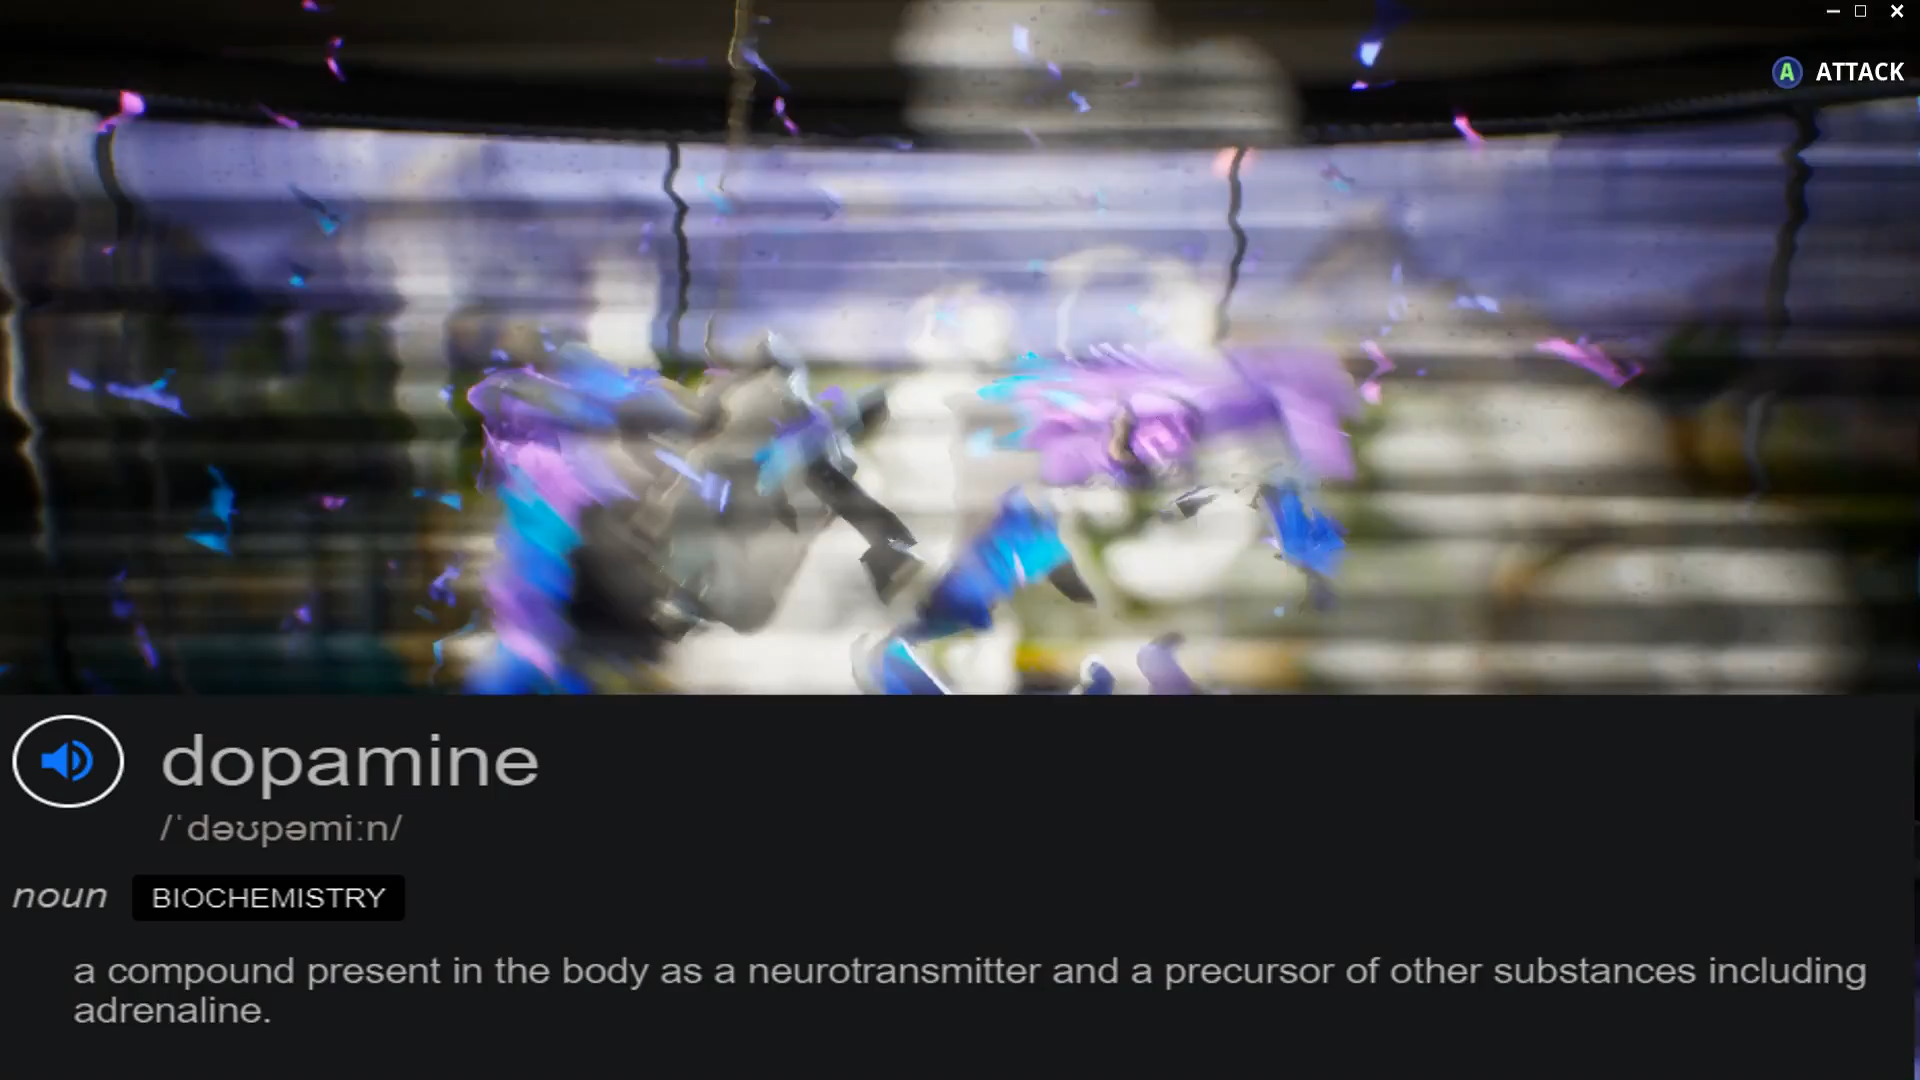 A ATTACK
dopamine
/ˈdəʊpəmiːn/
noun BIOCHEMISTRY
a compound present in the body as a neurotransmitter and a precursor of other substances including
adrenaline.